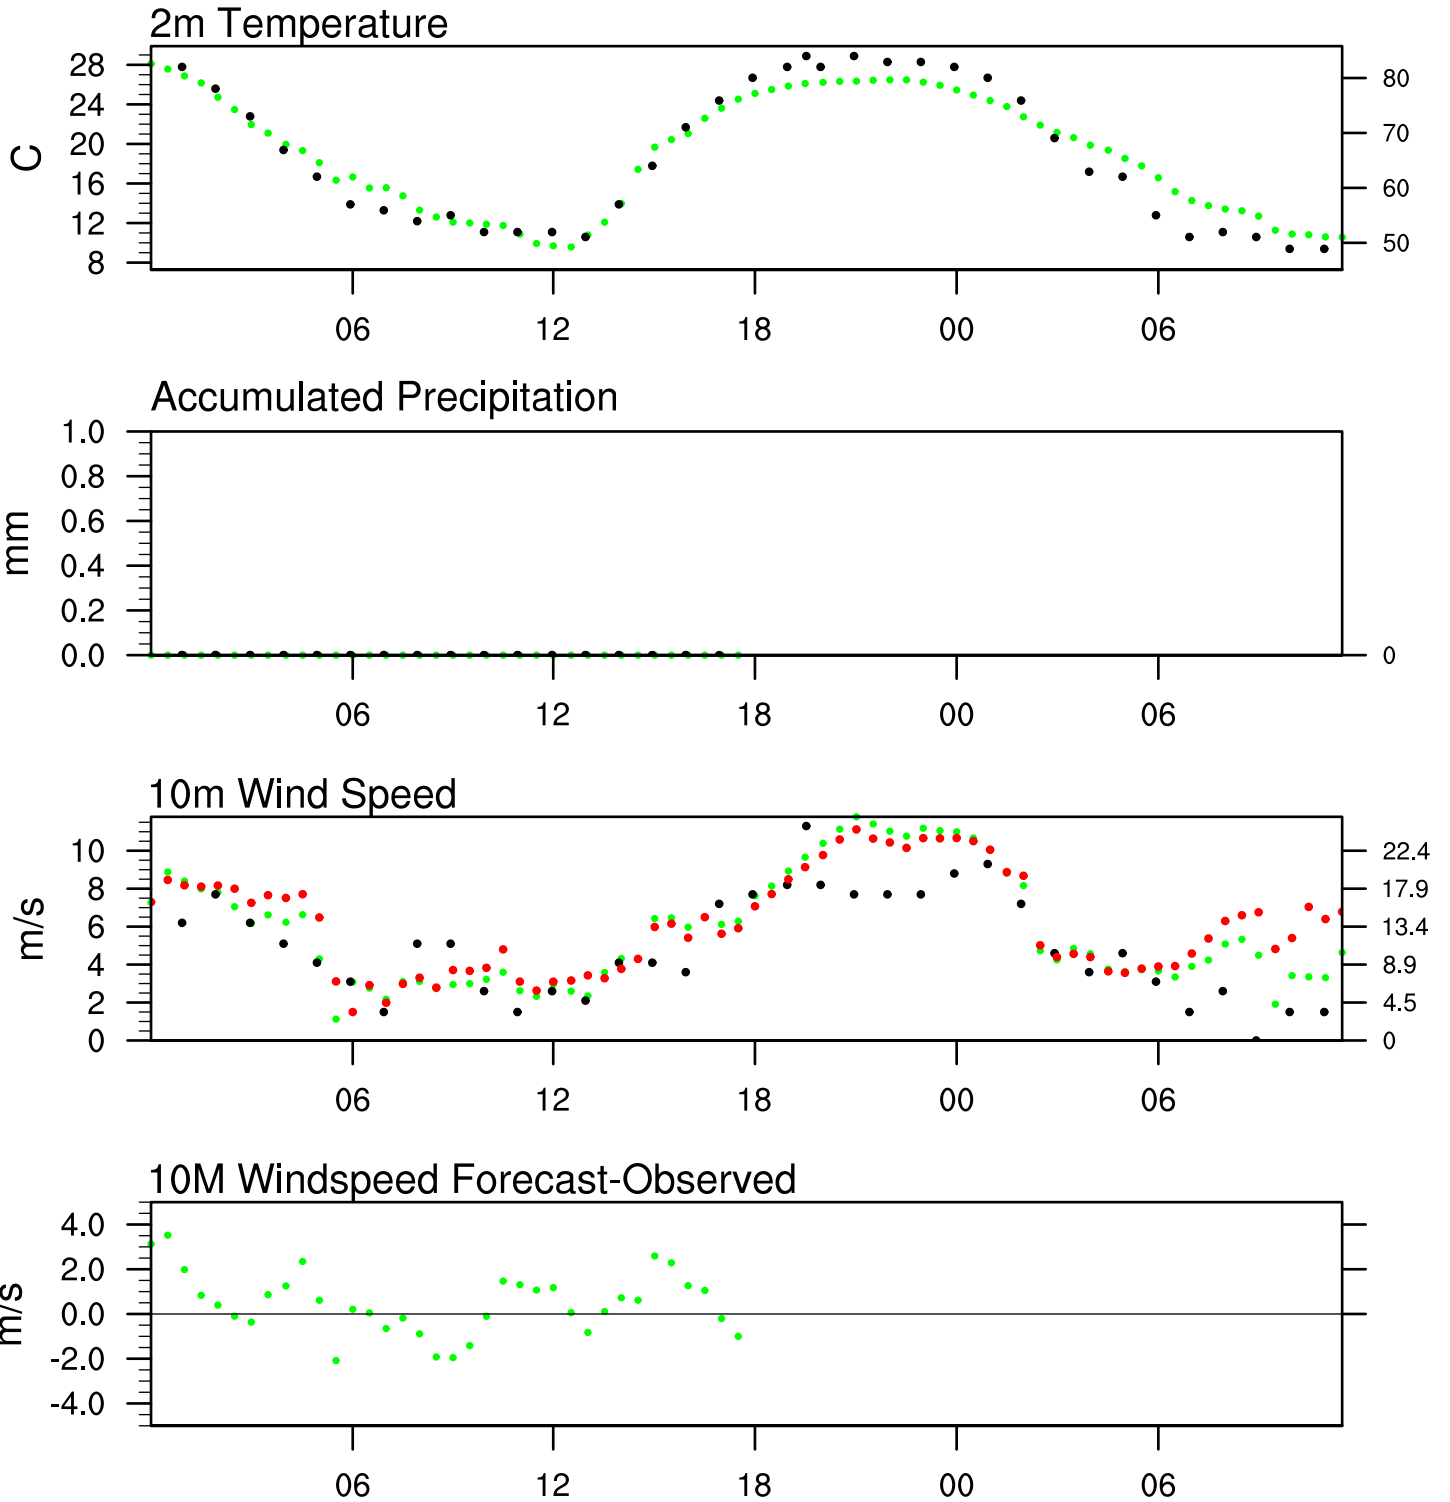 2m Temperature
28
24
20
16
12
8
C
80
70
60
50
06 12 18 00 06
Accumulated Precipitation
1.0
0.8
0.6
0.4
0.2
0.0
mm
0
06 12 18 00 06
10m Wind Speed
10
8
6
4
2
0
m/s
22.4
17.9
13.4
8.9
4.5
0
06 12 18 00 06
10M Windspeed Forecast-Observed
4.0
2.0
0.0
-2.0
-4.0
m/s
06 12 18 00 06